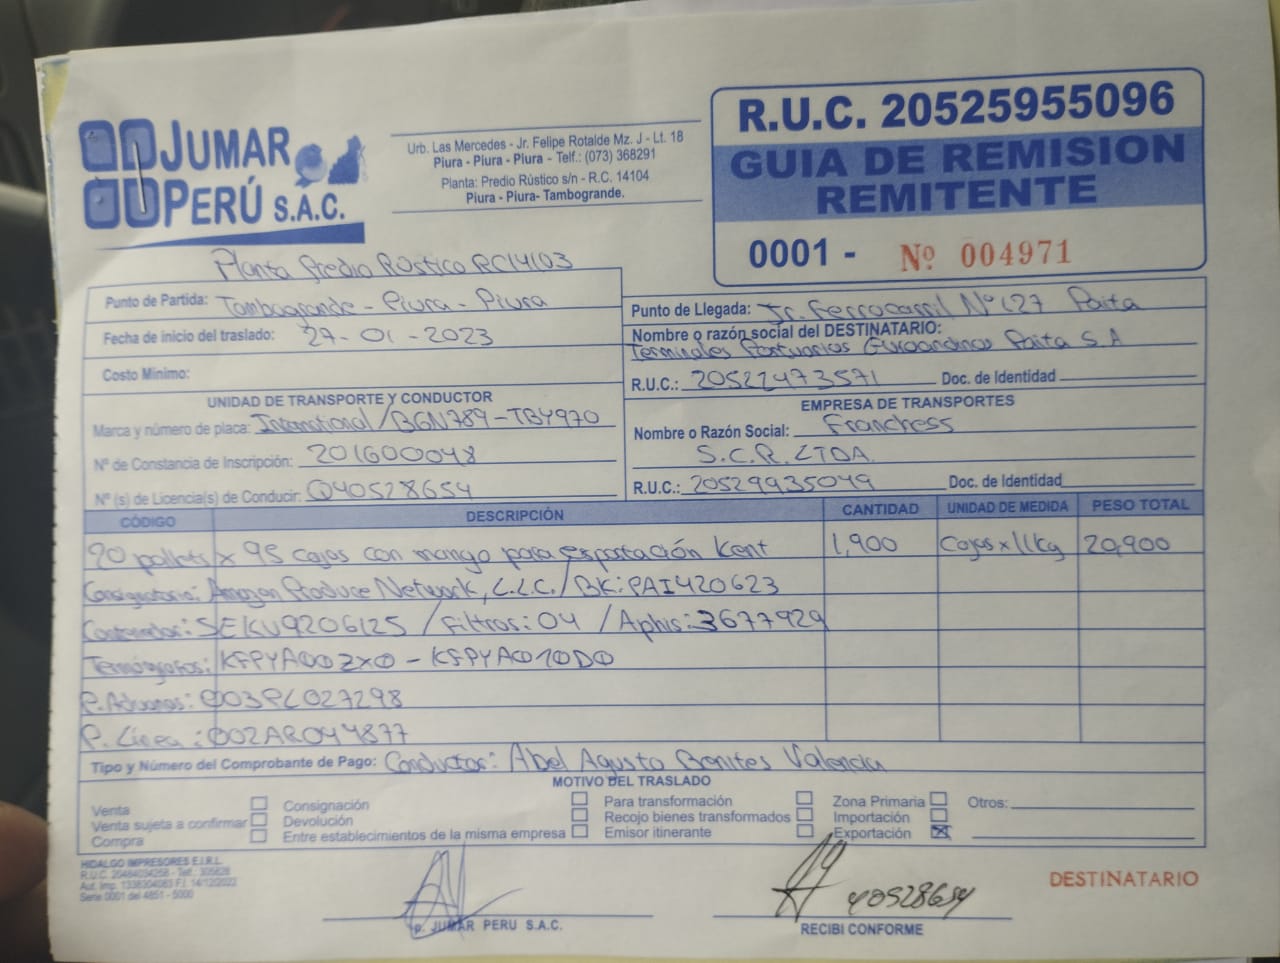 JUMAR PERÚ S.A.C.
Urb. Las Mercedes - Jr. Felipe Rotalde Mz. J - Lt. 18
Piura - Piura - Piura - Telf.: (073) 368291
Planta: Predio Rústico s/n - R.C. 14104
Piura - Piura- Tambogrande.
R.U.C. 20525955096
GUIA DE REMISION
REMITENTE
0001 - Nº 004971
Planta Predio Rústico RC14103
Punto de Partida: Tambogrande - Piura - Piura
Fecha de inicio del traslado: 27-01-2023
Costo Mínimo:
Punto de Llegada: Jr. Ferrocarril Nº 127 Paita
Nombre o razón social del DESTINATARIO:
Terminales Portuarios Euroandinos Paita S.A
R.U.C.: 20522473571 Doc. de Identidad
UNIDAD DE TRANSPORTE Y CONDUCTOR
Marca y número de placa: International/BGN789-TBY970
Nº de Constancia de Inscripción: 201600048
Nº (s) de Licencia(s) de Conducir: Q40528654
EMPRESA DE TRANSPORTES
Nombre o Razón Social: Franchess
S.C.R. LTDA.
R.U.C.: 20529935049 Doc. de Identidad
CÓDIGO DESCRIPCIÓN CANTIDAD UNIDAD DE MEDIDA PESO TOTAL
20 pallets x 95 cajas con mango para exportación Kent 1,900 Cajas x 11kg 20,900
Consignatario: Amazon Produce Network, L.L.C. / BK: PAI420623
Contenedor: SEKU9206125 / Filtros: 04 / Aphis: 3677929
Termógrafos: KFPYA00ZX0 - KFPYA010D0
P. Aduanas: 003PL027298
P. Línea: 002AR044877
Tipo y Número del Comprobante de Pago: Conductor: Abel Agusto Benites Valencia
MOTIVO DEL TRASLADO
Venta Consignación Para transformación Zona Primaria Otros:
Venta sujeta a confirmar Devolución Recojo bienes transformados Importación
Compra Entre establecimientos de la misma empresa Emisor itinerante Exportación X
HIDALGO IMPRESORES E.I.R.L.
Serie 0001 del 4851 - 5000
p. JUMAR PERU S.A.C.
40528654
RECIBI CONFORME
DESTINATARIO